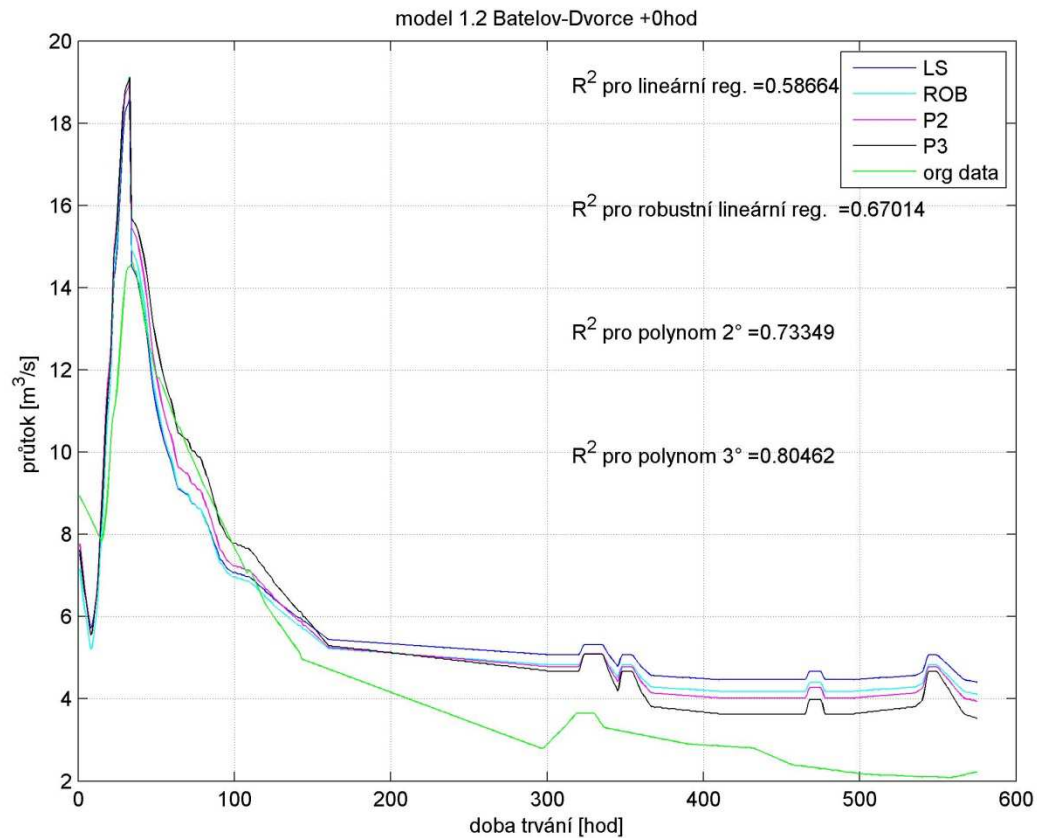 model 1.2 Batelov-Dvorce +0hod
20
18
16
14
12
10
8
6
4
2
0
100
200
300
400
500
600
průtok [m³/s]
doba trvání [hod]
R² pro lineární reg. =0.58664
R² pro robustní lineární reg. =0.67014
R² pro polynom 2° =0.73349
R² pro polynom 3° =0.80462
LS
ROB
P2
P3
org data